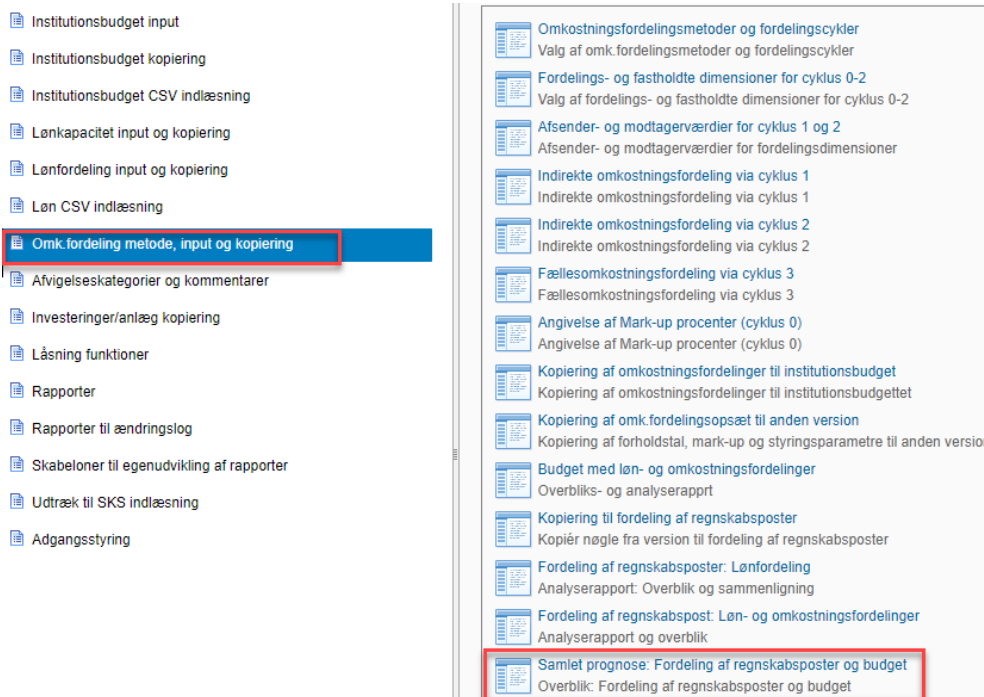 Institutionsbudget input
Institutionsbudget kopiering
Institutionsbudget CSV indlæsning
Lønkapacitet input og kopiering
Lønfordeling input og kopiering
Løn CSV indlæsning
Omk.fordeling metode, input og kopiering
Afvigelseskategorier og kommentarer
Investeringer/anlæg kopiering
Låsning funktioner
Rapporter
Rapporter til ændringslog
Skabeloner til egenudvikling af rapporter
Udtræk til SKS indlæsning
Adgangsstyring
Omkostningsfordelingsmetoder og fordelingscykler
Valg af omk.fordelingsmetoder og fordelingscykler
Fordelings- og fastholdte dimensioner for cyklus 0-2
Valg af fordelings- og fastholdte dimensioner for cyklus 0-2
Afsender- og modtagerværdier for cyklus 1 og 2
Afsender- og modtagerværdier for fordelingsdimensioner
Indirekte omkostningsfordeling via cyklus 1
Indirekte omkostningsfordeling via cyklus 1
Indirekte omkostningsfordeling via cyklus 2
Indirekte omkostningsfordeling via cyklus 2
Fællesomkostningsfordeling via cyklus 3
Fællesomkostningsfordeling via cyklus 3
Angivelse af Mark-up procenter (cyklus 0)
Angivelse af Mark-up procenter (cyklus 0)
Kopiering af omkostningsfordelinger til institutionsbudget
Kopiering af omkostningsfordelinger til institutionsbudgettet
Kopiering af omk.fordelingsopsæt til anden version
Kopiering af forholdstal, mark-up og styringsparametre til anden version
Budget med løn- og omkostningsfordelinger
Overbliks- og analyserapprt
Kopiering til fordeling af regnskabsposter
Kopiér nøgle fra version til fordeling af regnskabsposter
Fordeling af regnskabsposter: Lønfordeling
Analyserapport: Overblik og sammenligning
Fordeling af regnskabspost: Løn- og omkostningsfordelinger
Analyserapport og overblik
Samlet prognose: Fordeling af regnskabsposter og budget
Overblik: Fordeling af regnskabsposter og budget